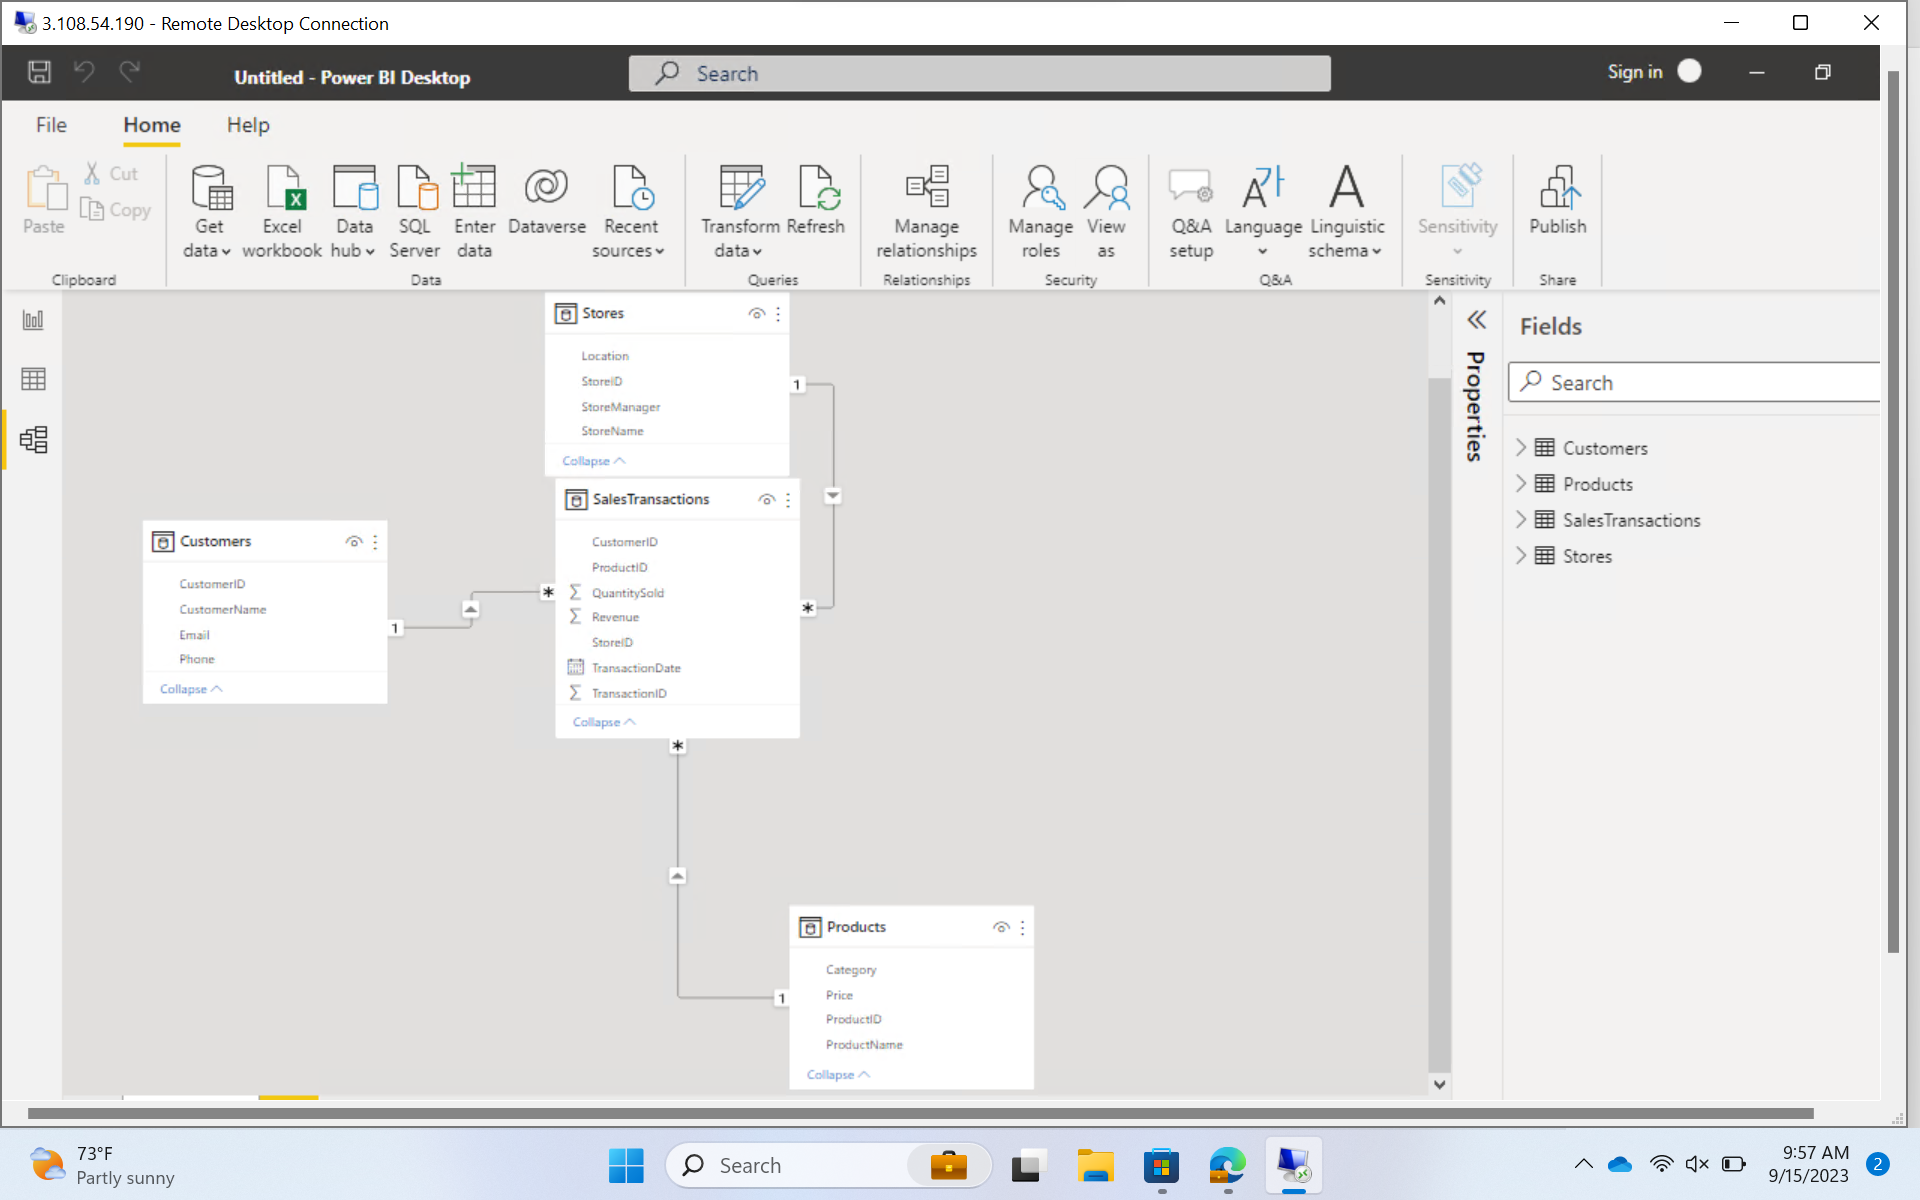 3.108.54.190 - Remote Desktop Connection
Untitled - Power BI Desktop
Search
Sign in
File
Home
Help
Paste
Cut
Copy
Clipboard
Get data
Excel workbook
Data hub
SQL Server
Enter data
Dataverse
Recent sources
Data
Transform data
Refresh
Queries
Manage relationships
Relationships
Manage roles
View as
Security
Q&A setup
Language
Linguistic schema
Q&A
Sensitivity
Sensitivity
Publish
Share
Stores
Location
StoreID
StoreManager
StoreName
Collapse
1
*
SalesTransactions
CustomerID
ProductID
QuantitySold
Revenue
StoreID
TransactionDate
TransactionID
Collapse
Customers
CustomerID
CustomerName
Email
Phone
Collapse
1
*
*
1
Products
Category
Price
ProductID
ProductName
Collapse
Properties
Fields
Search
Customers
Products
SalesTransactions
Stores
73°F
Partly sunny
Search
9:57 AM
9/15/2023
2